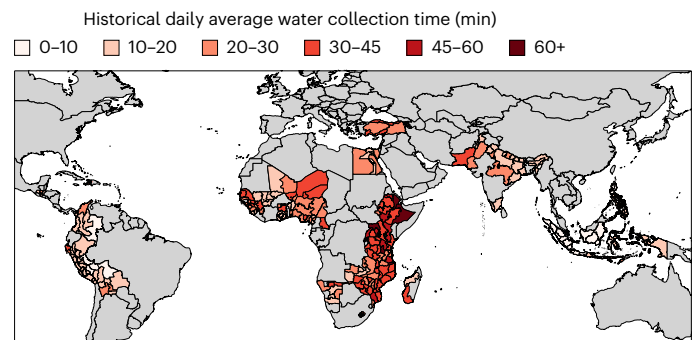 Historical daily average water collection time (min)
0–10 10–20 20–30 30–45 45–60 60+